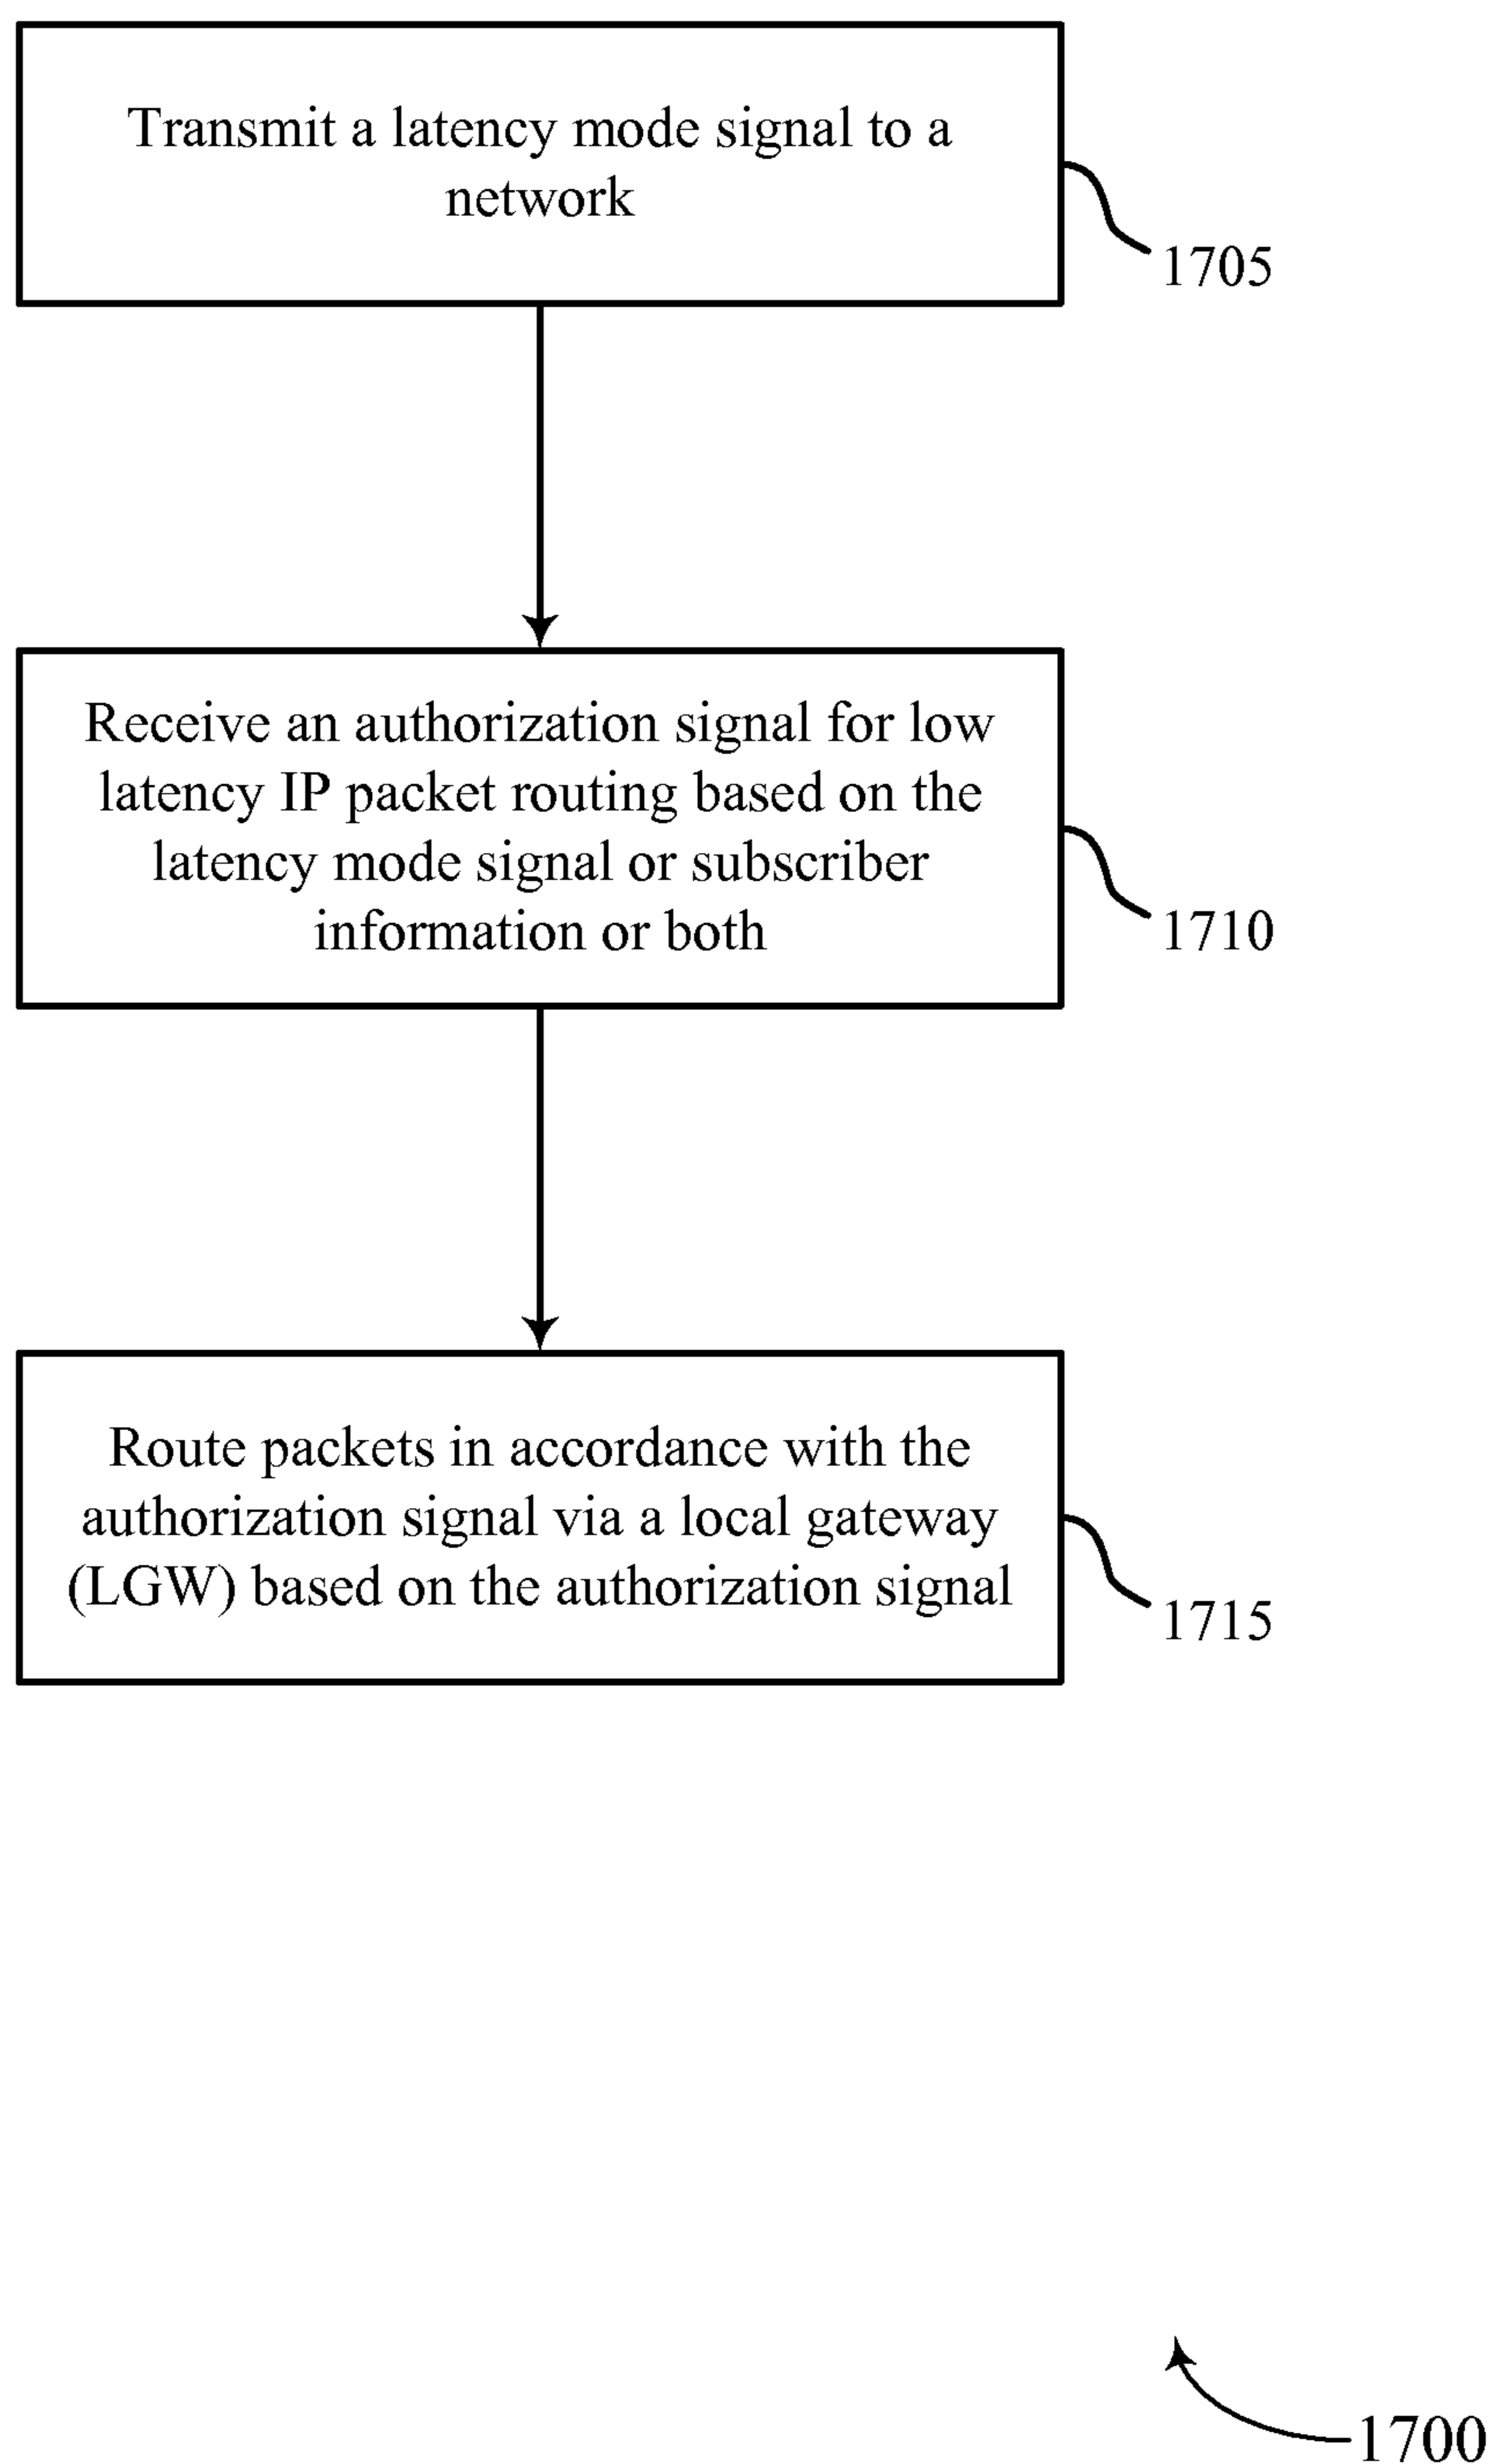 Transmit a latency mode signal to a
network
1705
Receive an authorization signal for low
latency IP packet routing based on the
latency mode signal or subscriber
information or both
1710
Route packets in accordance with the
authorization signal via a local gateway
(LGW) based on the authorization signal
1715
1700